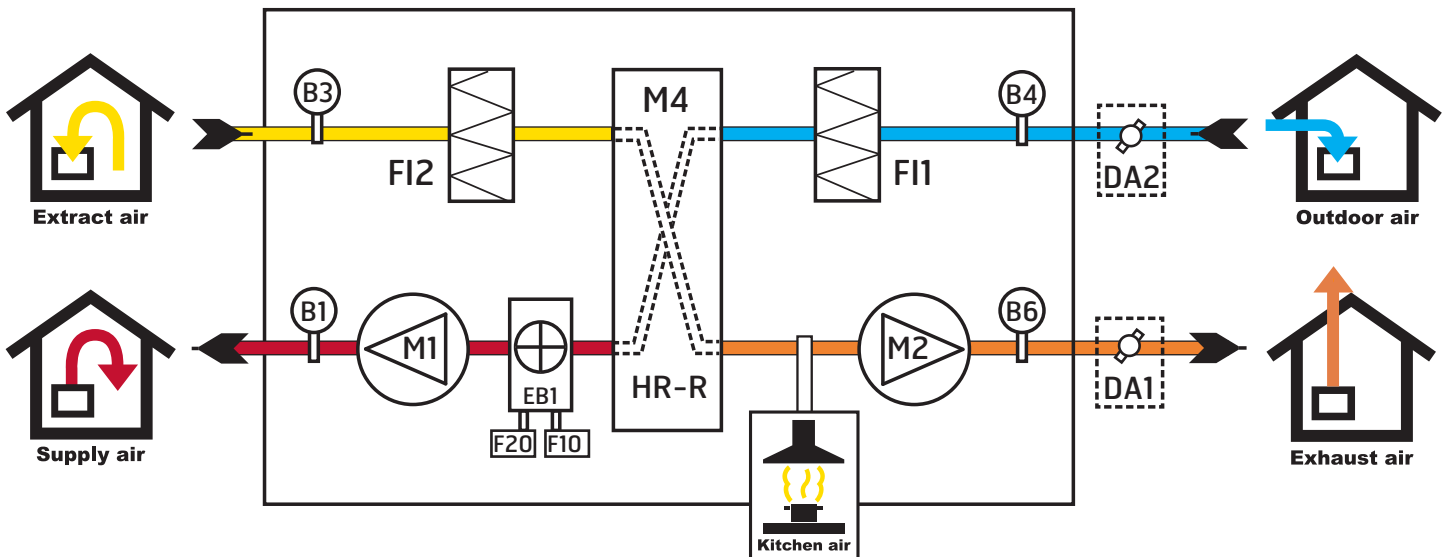 B3
M4
B4
FI2
FI1
DA2
Extract air
Outdoor air
B1
M1
EB1
F20
F10
HR-R
M2
B6
DA1
Supply air
Exhaust air
Kitchen air